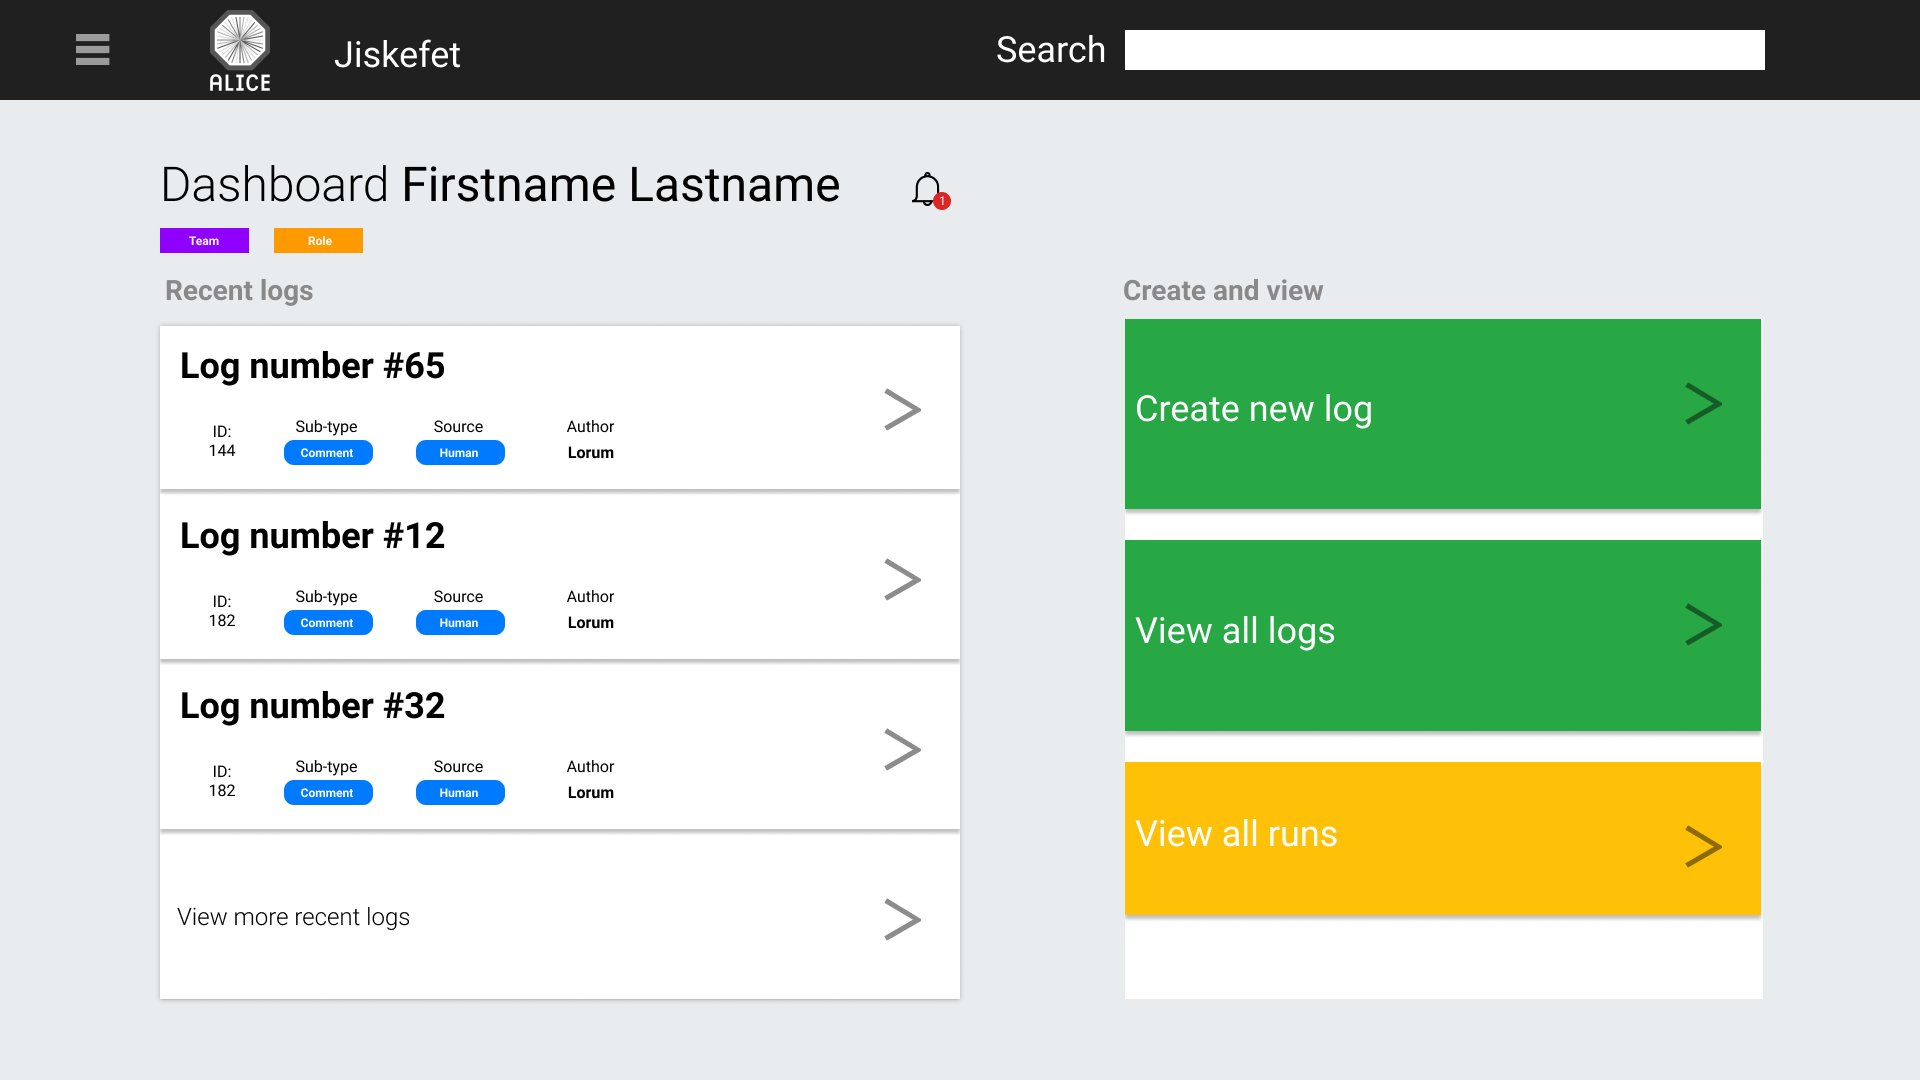 ALICE
Jiskefet
Search
Dashboard Firstname Lastname
1
Team
Role
Recent logs
Log number #65
ID:
144
Sub-type
Comment
Source
Human
Author
Lorum
Log number #12
ID:
182
Sub-type
Comment
Source
Human
Author
Lorum
Log number #32
ID:
182
Sub-type
Comment
Source
Human
Author
Lorum
View more recent logs
Create and view
Create new log
View all logs
View all runs